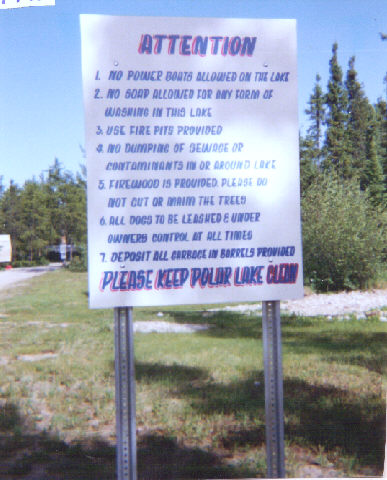 ATTENTION
1. NO POWER BOATS ALLOWED ON THE LAKE
2. NO SOAP ALLOWED FOR ANY FORM OF
WASHING IN THIS LAKE
3. USE FIRE PITS PROVIDED
4. NO DUMPING OF SEWAGE OR
CONTAMINANTS IN OR AROUND LAKE
5. FIREWOOD IS PROVIDED. PLEASE DO
NOT CUT OR MAIM THE TREES
6. ALL DOGS TO BE LEASHED & UNDER
OWNERS CONTROL AT ALL TIMES
7. DEPOSIT ALL GARBAGE IN BARRELS PROVIDED
PLEASE KEEP POLAR LAKE CLEAN